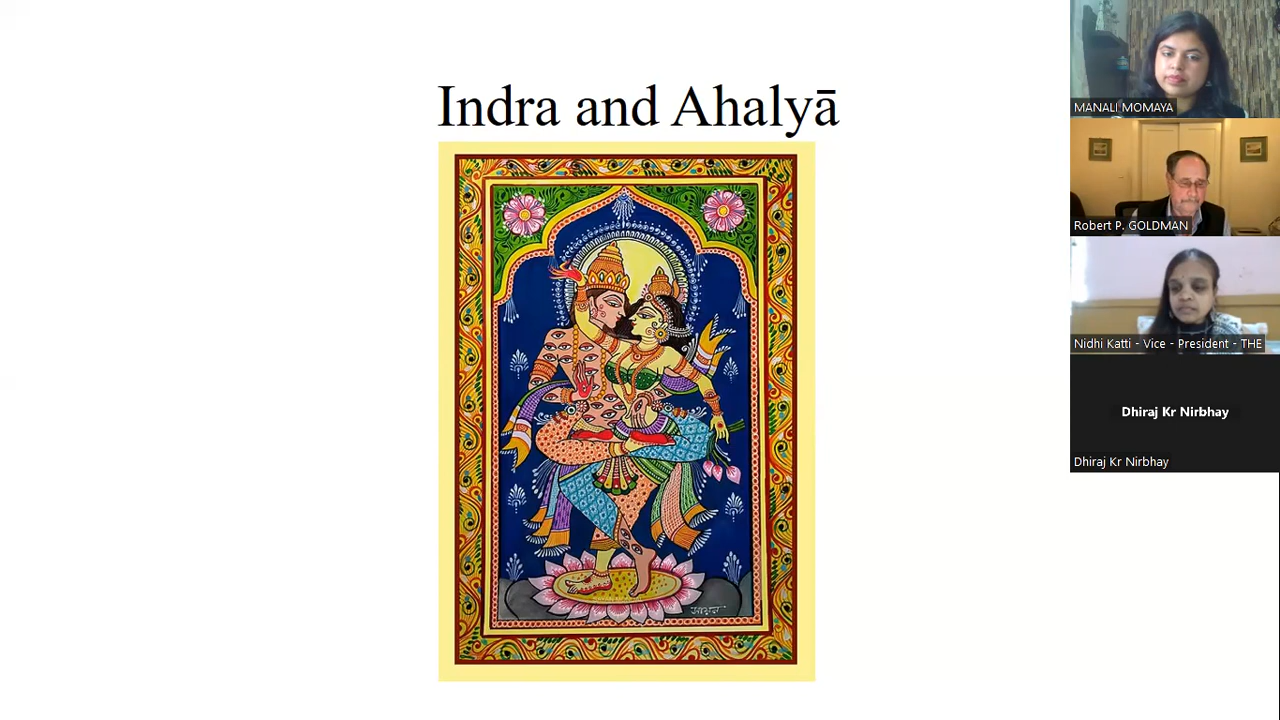 Indra and Ahalyā
MANALI MOMAYA
Robert P. GOLDMAN
Nidhi Katti - Vice - President - THE
Dhiraj Kr Nirbhay
Dhiraj Kr Nirbhay